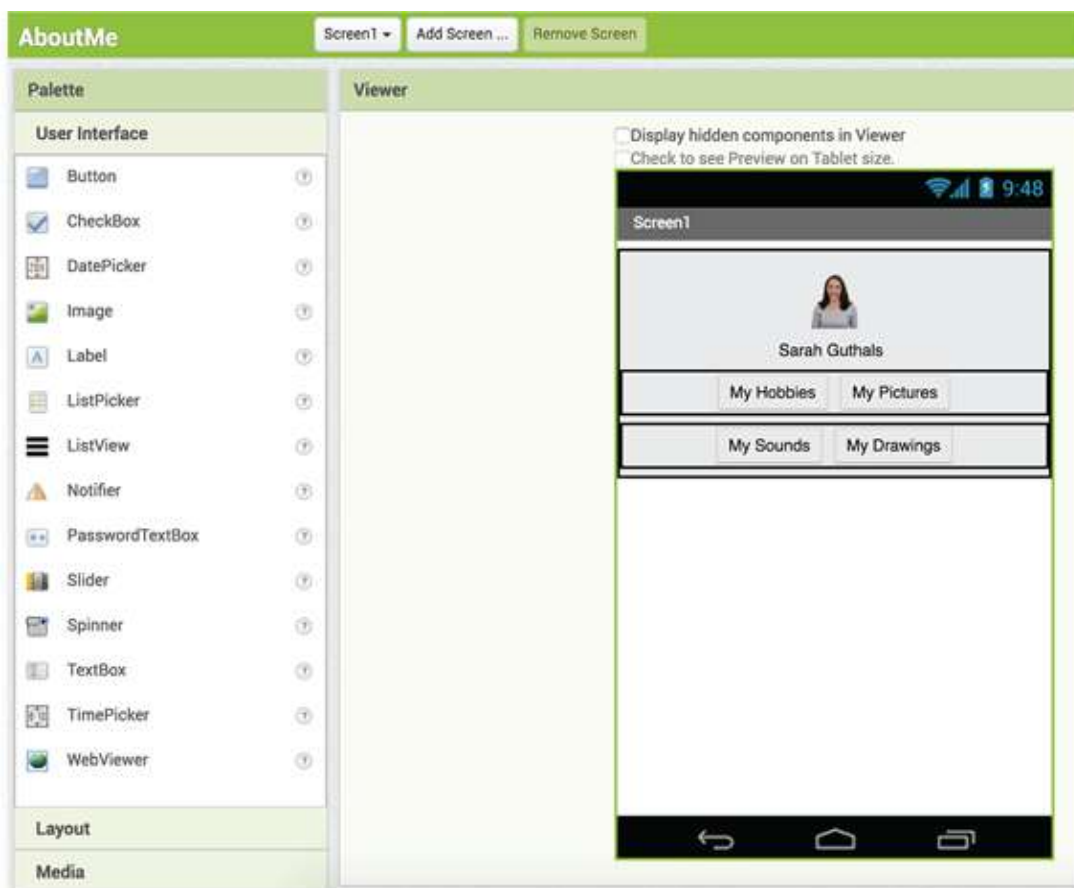 AboutMe
Screen1
Add Screen ...
Remove Screen
Palette
Viewer
User Interface
Button
CheckBox
DatePicker
Image
Label
ListPicker
ListView
Notifier
PasswordTextBox
Slider
Spinner
TextBox
TimePicker
WebViewer
Layout
Media
Display hidden components in Viewer
Check to see Preview on Tablet size.
9:48
Screen1
Sarah Guthals
My Hobbies
My Pictures
My Sounds
My Drawings